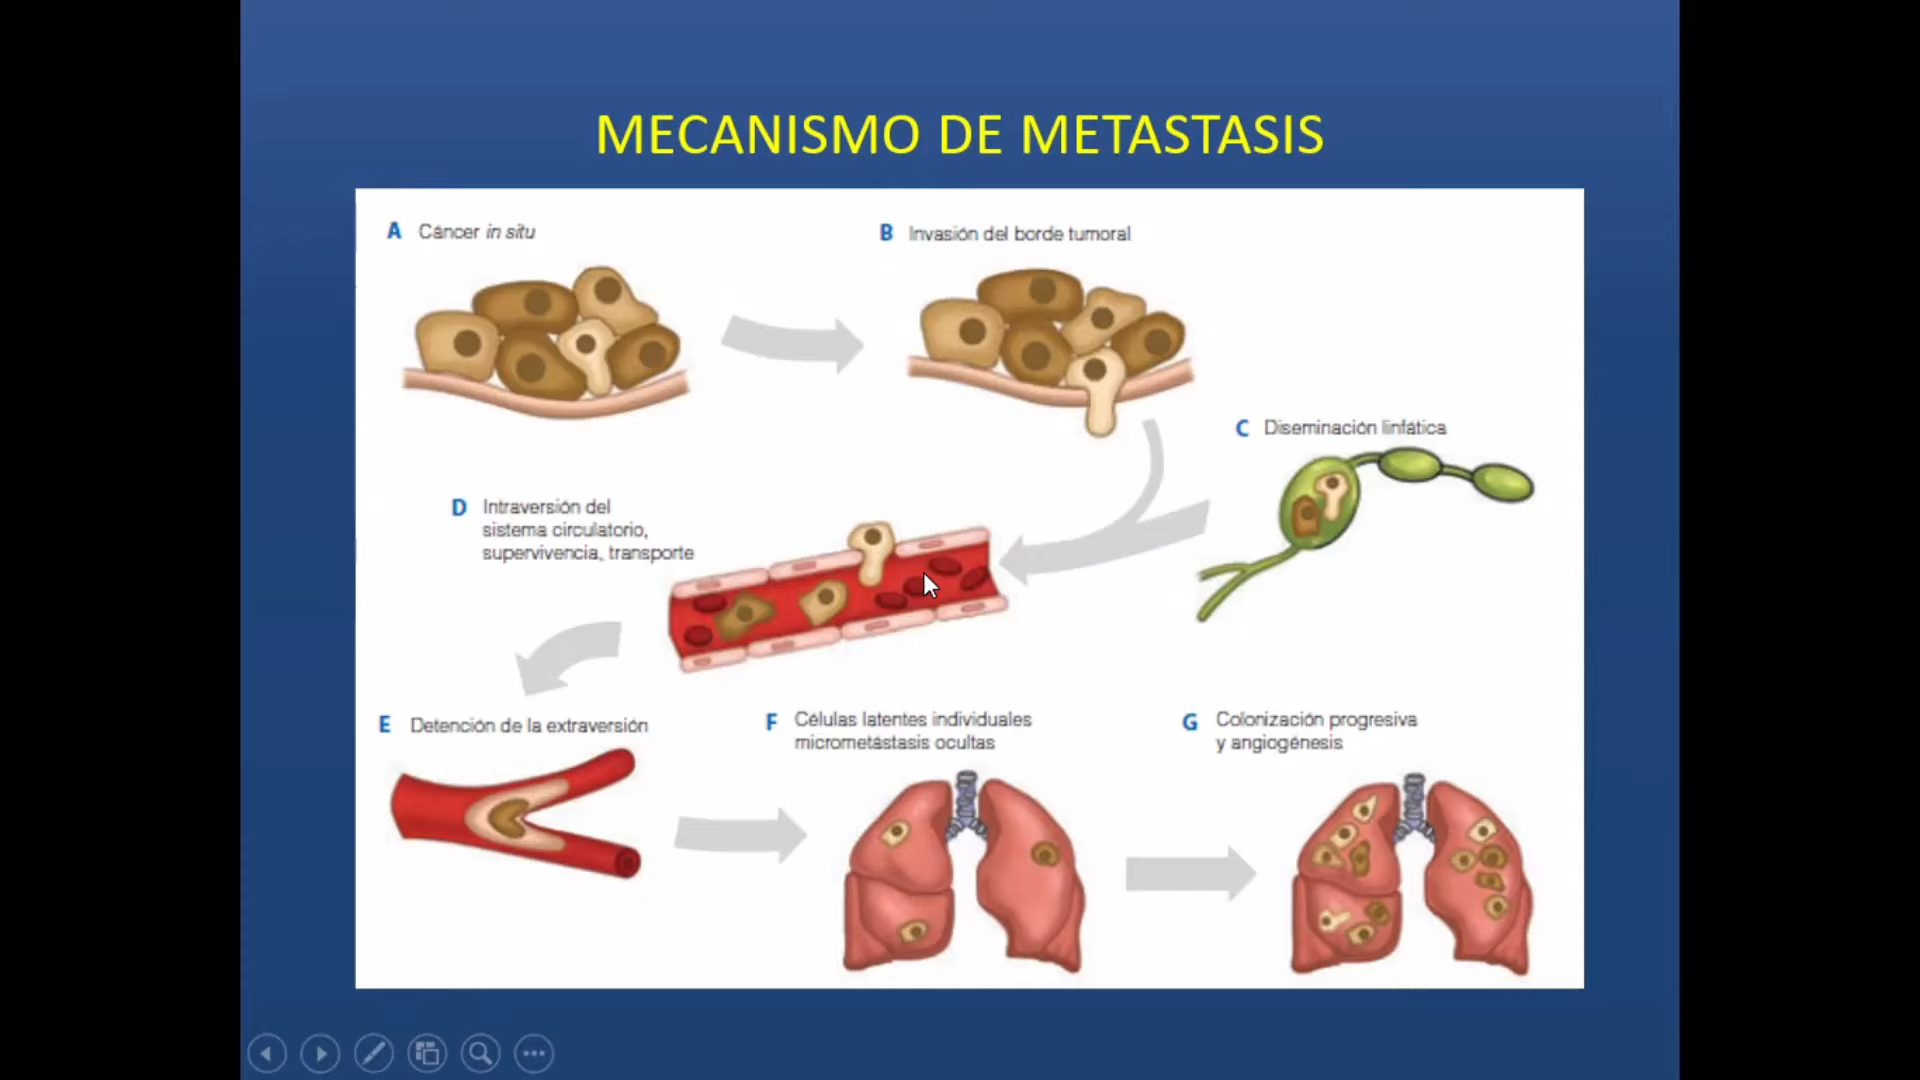 MECANISMO DE METASTASIS
A Cáncer in situ
B Invasión del borde tumoral
C Diseminación linfática
D Intraversión del
sistema circulatorio,
supervivencia, transporte
E Detención de la extraversión
F Células latentes individuales
micrometástasis ocultas
G Colonización progresiva
y angiogénesis